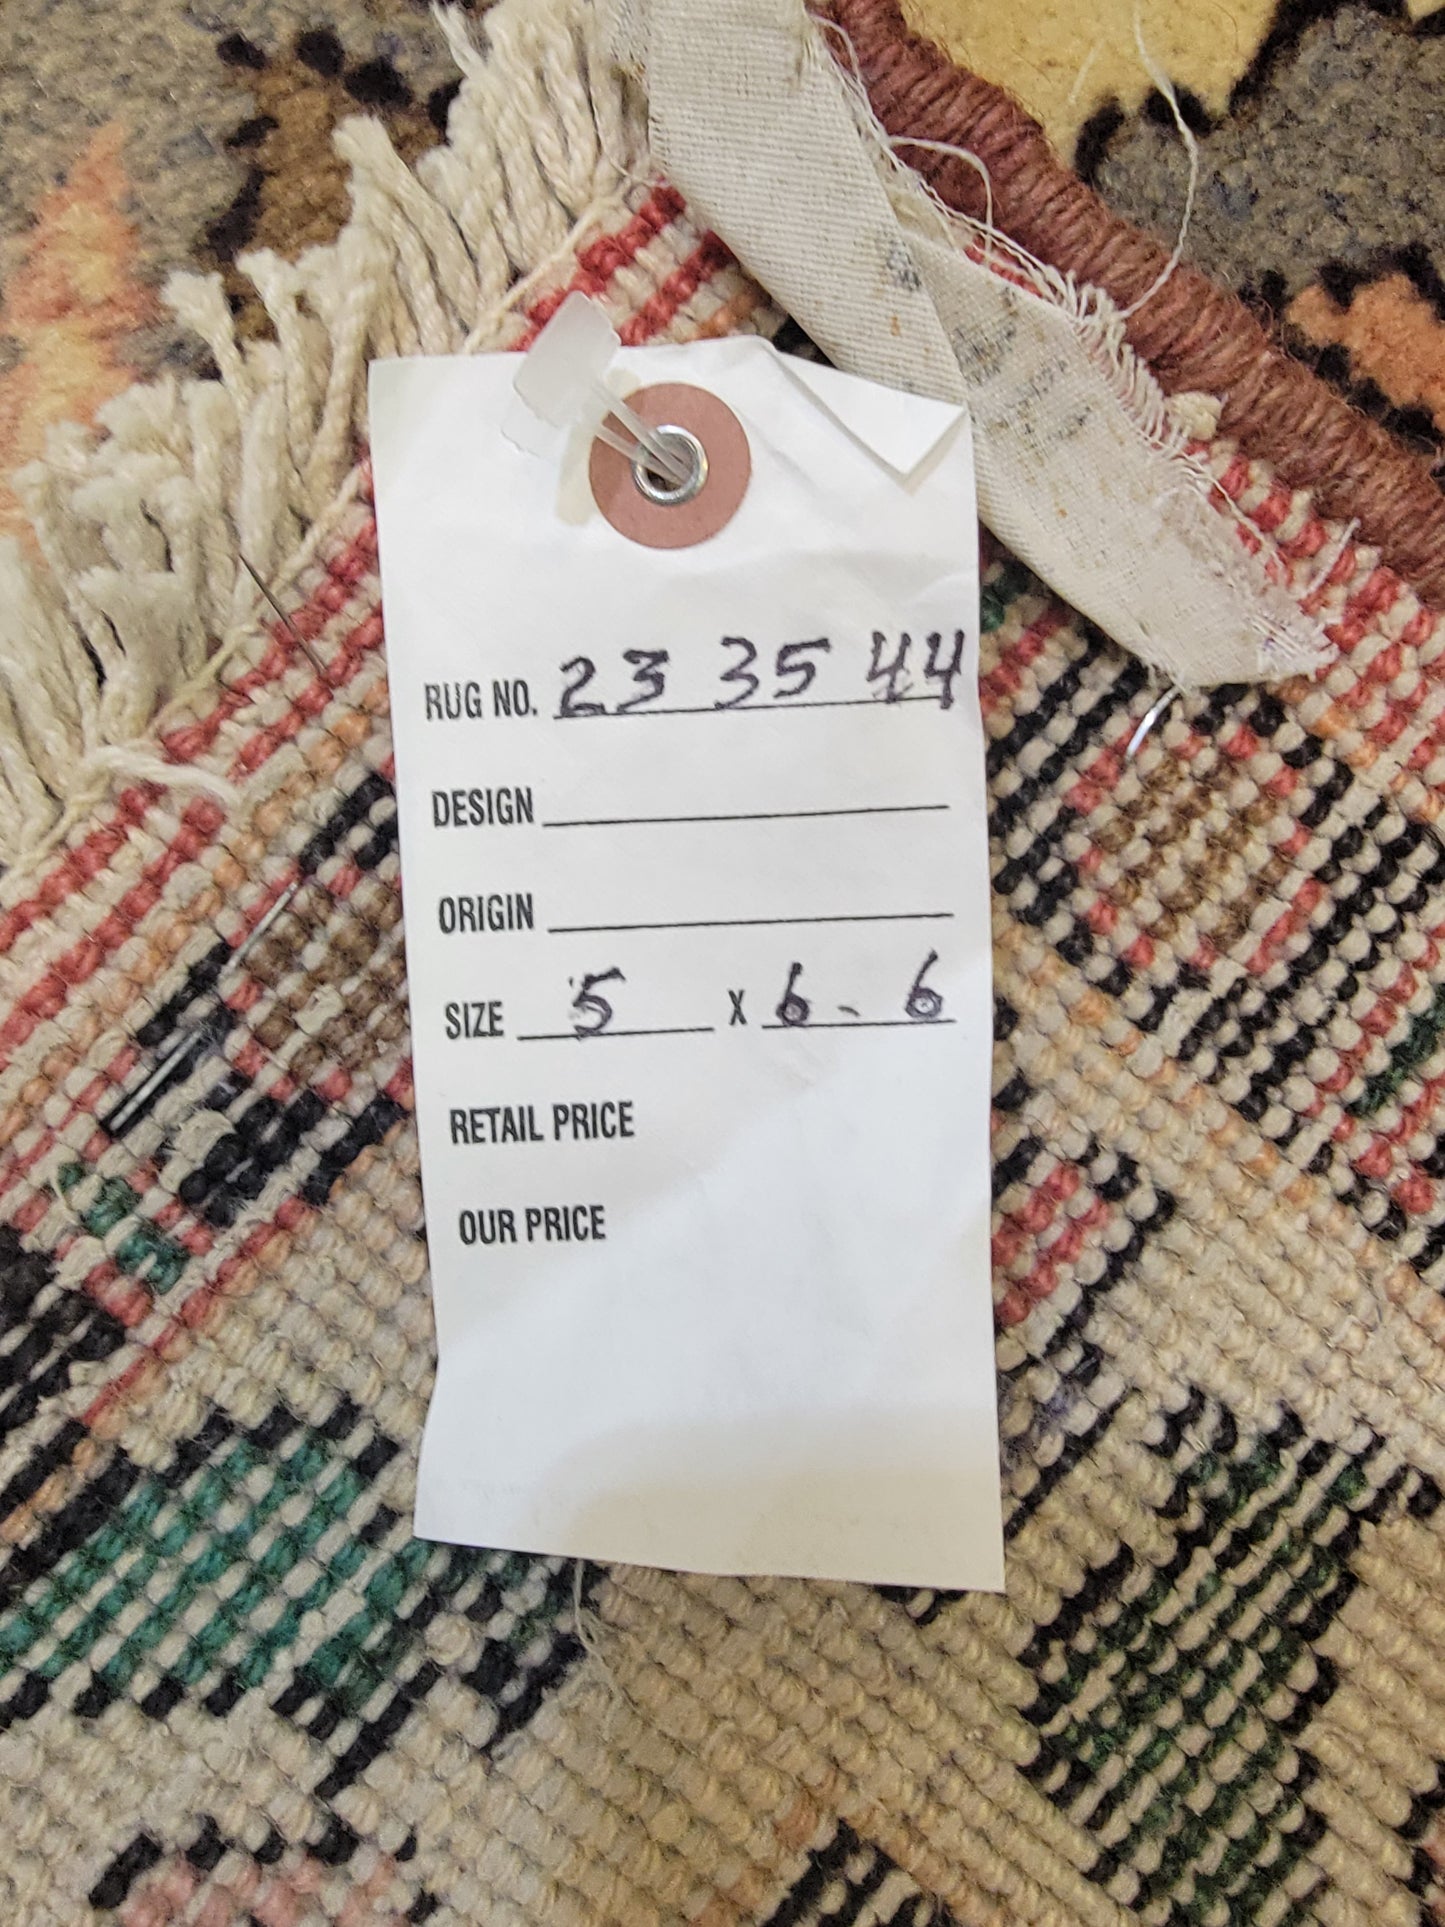 RUG NO. 23 35 44
DESIGN
ORIGIN
SIZE 5 X 6 - 6
RETAIL PRICE
OUR PRICE